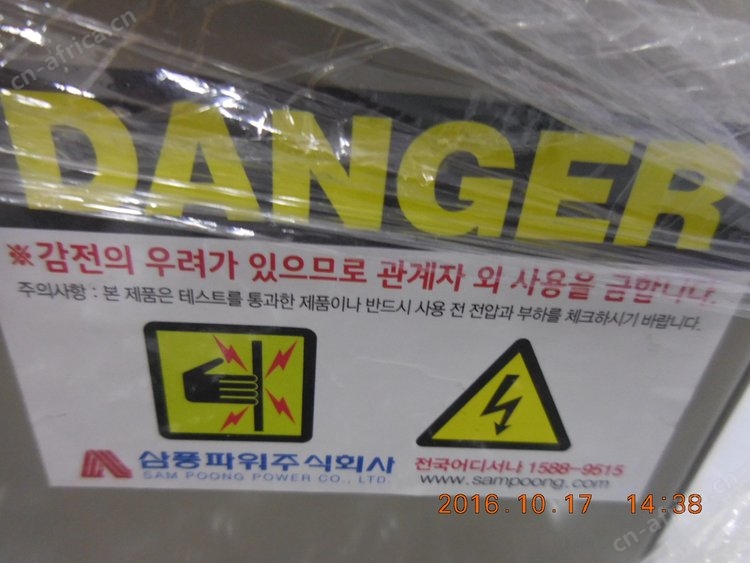 cn-africa.cn
DANGER
※감전의 우려가 있으므로 관계자 외 사용을 금합니다.
주의사항 : 본 제품은 테스트를 통과한 제품이나 반드시 사용 전 전압과 부하를 체크하시기 바랍니다.
삼풍파워주식회사
SAM POONG POWER CO., LTD.
전국어디서나 1588-9515
www.sampoong.com
2016.10.17 14:38
cn-africa.cn